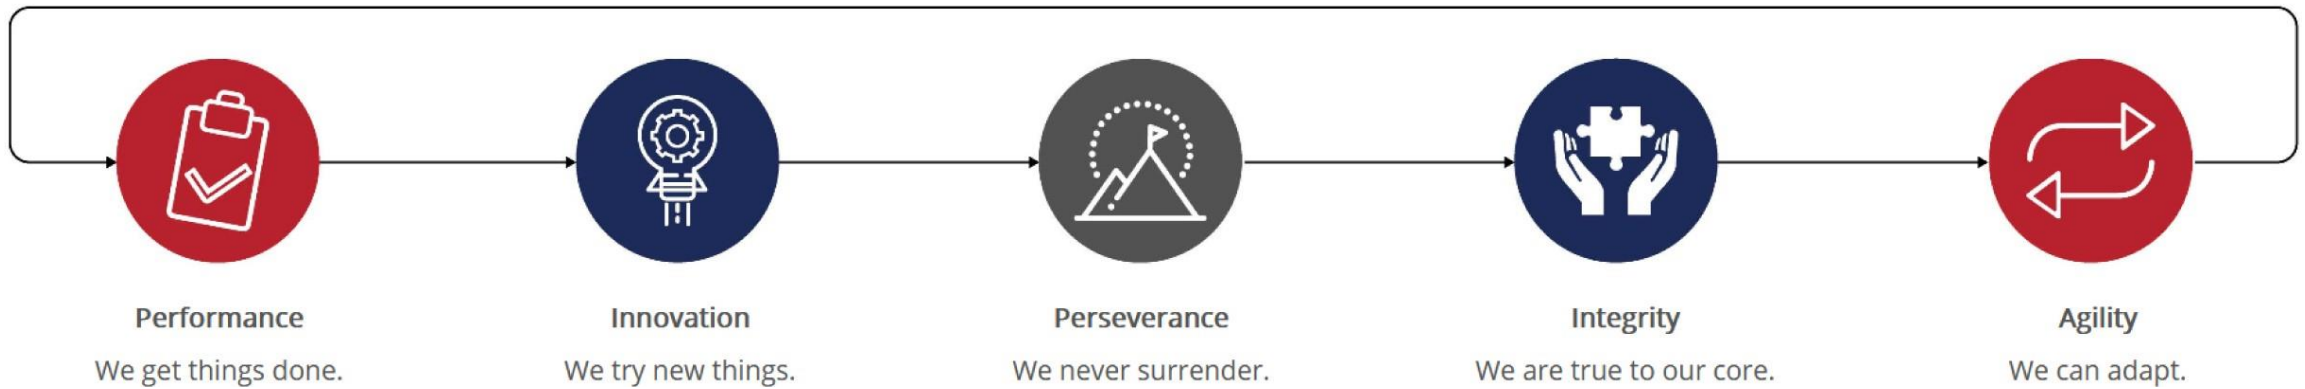 Performance
We get things done.
Innovation
We try new things.
Perseverance
We never surrender.
Integrity
We are true to our core.
Agility
We can adapt.